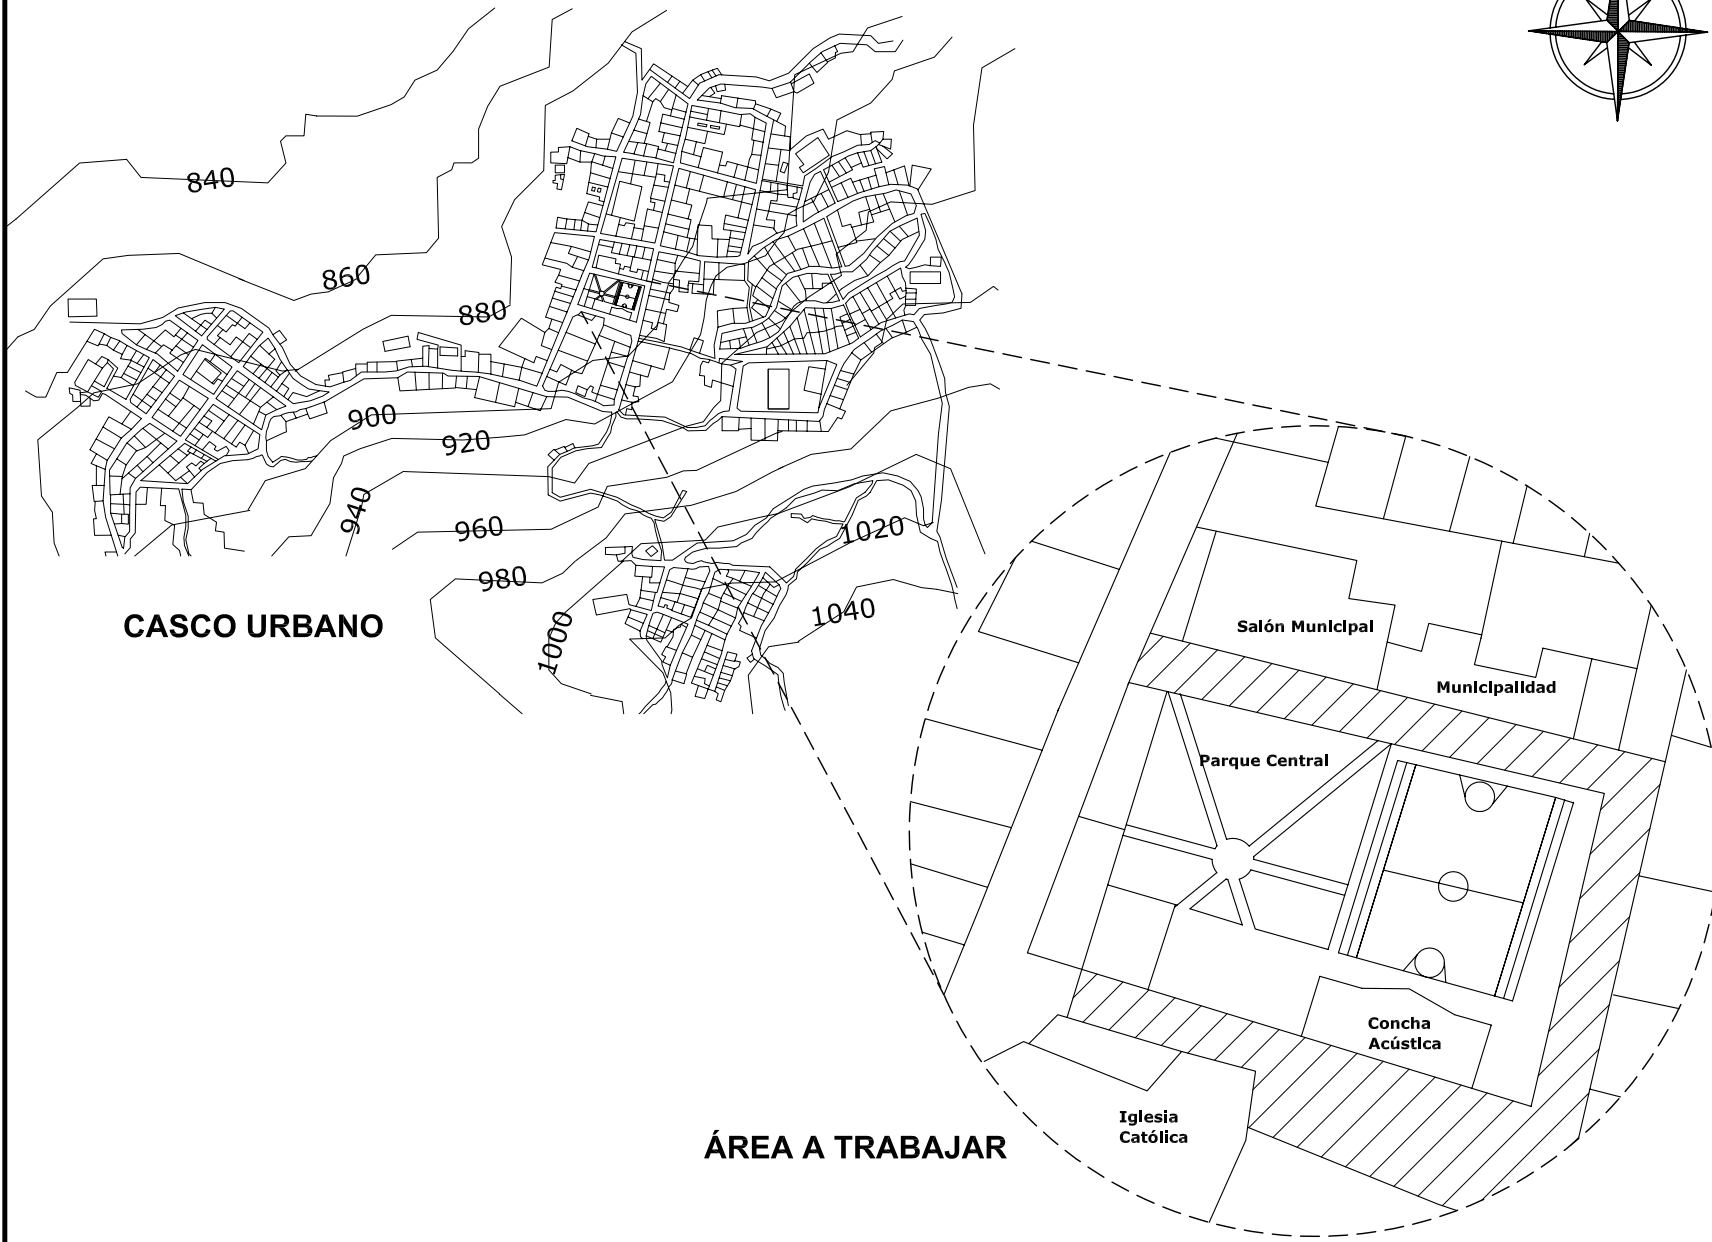 840
860
880
900
920
940
960
980
1000
1020
1040
CASCO URBANO
Salón Municipal
Municipalidad
Parque Central
Concha
Acústica
Iglesia
Católica
ÁREA A TRABAJAR